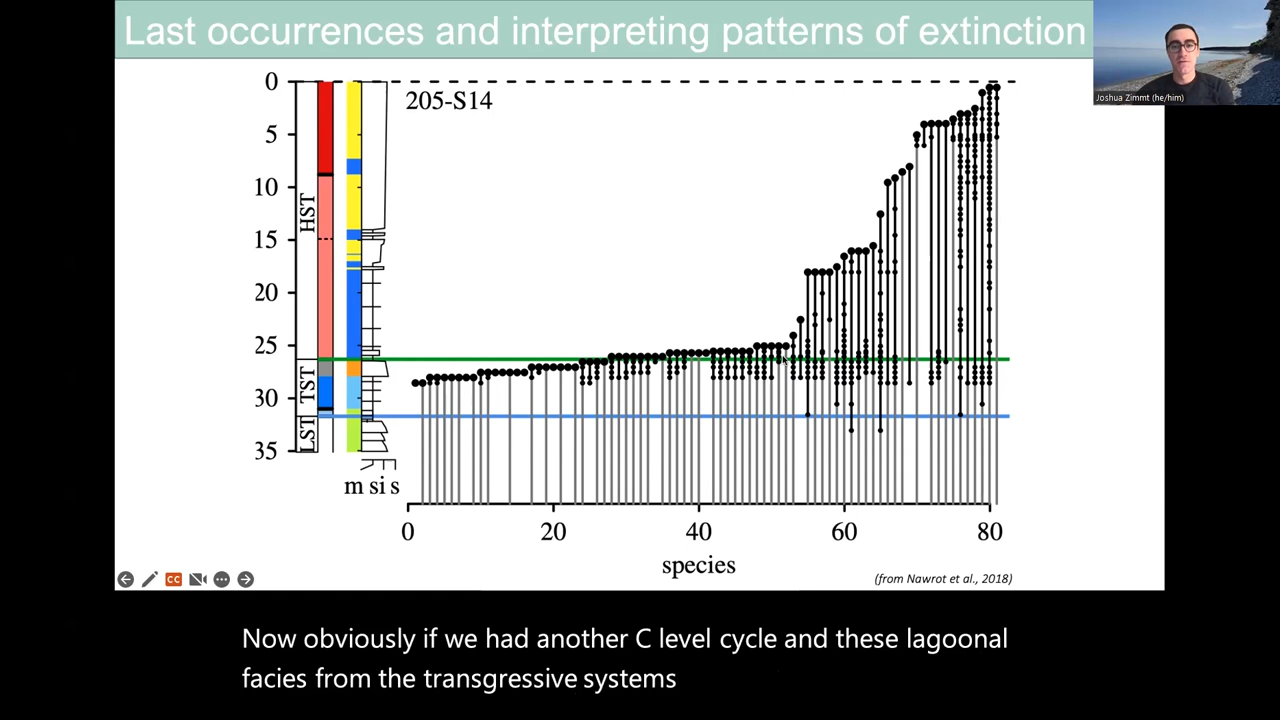 Last occurrences and interpreting patterns of extinction
Joshua Zimmt (he/him)
205-S14
0
5
10
15
20
25
30
35
HST
TST
LST
m si s
0 20 40 60 80
species
(from Nawrot et al., 2018)
CC
Now obviously if we had another C level cycle and these lagoonal
facies from the transgressive systems